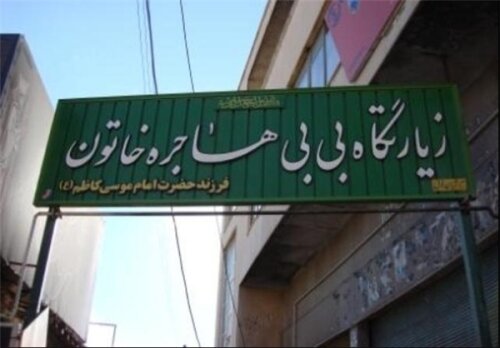 زیارتگاه بی بی هاجره خاتون
فرزند حضرت امام موسی کاظم (ع)